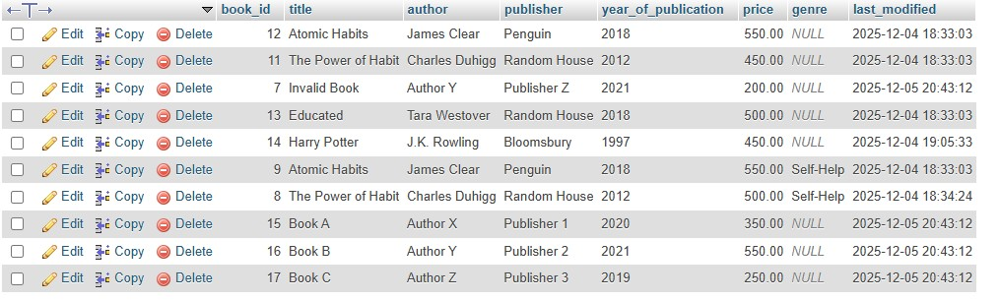 book_id title author publisher year_of_publication price genre last_modified
Edit Copy Delete 12 Atomic Habits James Clear Penguin 2018 550.00 NULL 2025-12-04 18:33:03
Edit Copy Delete 11 The Power of Habit Charles Duhigg Random House 2012 450.00 NULL 2025-12-04 18:33:03
Edit Copy Delete 7 Invalid Book Author Y Publisher Z 2021 200.00 NULL 2025-12-05 20:43:12
Edit Copy Delete 13 Educated Tara Westover Random House 2018 500.00 NULL 2025-12-04 18:33:03
Edit Copy Delete 14 Harry Potter J.K. Rowling Bloomsbury 1997 450.00 NULL 2025-12-04 19:05:33
Edit Copy Delete 9 Atomic Habits James Clear Penguin 2018 550.00 Self-Help 2025-12-04 18:33:03
Edit Copy Delete 8 The Power of Habit Charles Duhigg Random House 2012 500.00 Self-Help 2025-12-04 18:34:24
Edit Copy Delete 15 Book A Author X Publisher 1 2020 350.00 NULL 2025-12-05 20:43:12
Edit Copy Delete 16 Book B Author Y Publisher 2 2021 550.00 NULL 2025-12-05 20:43:12
Edit Copy Delete 17 Book C Author Z Publisher 3 2019 250.00 NULL 2025-12-05 20:43:12